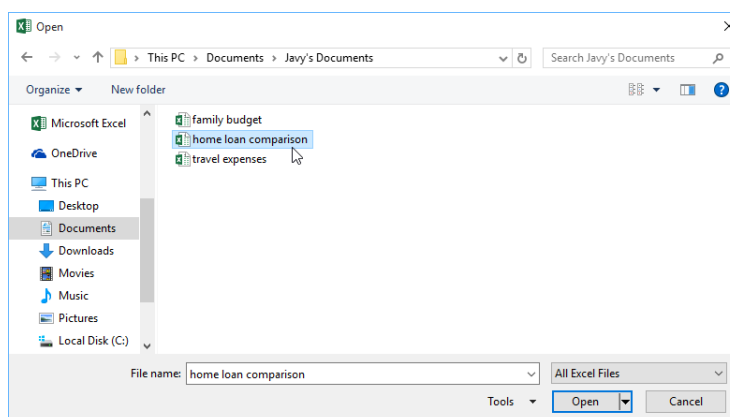 Open
This PC > Documents > Javy's Documents
Search Javy's Documents
Organize
New folder
Microsoft Excel
OneDrive
This PC
Desktop
Documents
Downloads
Movies
Music
Pictures
Local Disk (C:)
family budget
home loan comparison
travel expenses
File name: home loan comparison
All Excel Files
Tools
Open
Cancel